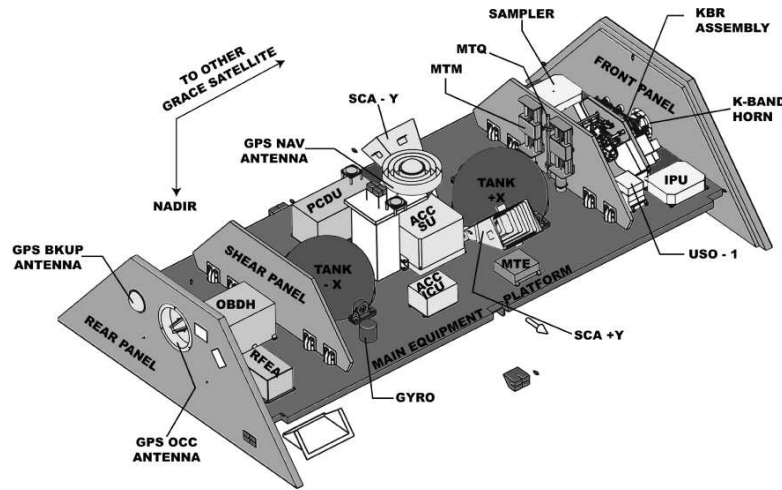 SAMPLER
KBR
ASSEMBLY
MTQ
MTM
FRONT PANEL
K-BAND
HORN
TO OTHER
GRACE SATELLITE
SCA - Y
GPS NAV
ANTENNA
NADIR
PCDU
TANK
+X
IPU
ACC
SU
USO - 1
GPS BKUP
ANTENNA
SHEAR PANEL
TANK
- X
MTE
OBDH
ACC
ICU
MAIN EQUIPMENT PLATFORM
SCA +Y
REAR PANEL
RFEA
GYRO
GPS OCC
ANTENNA